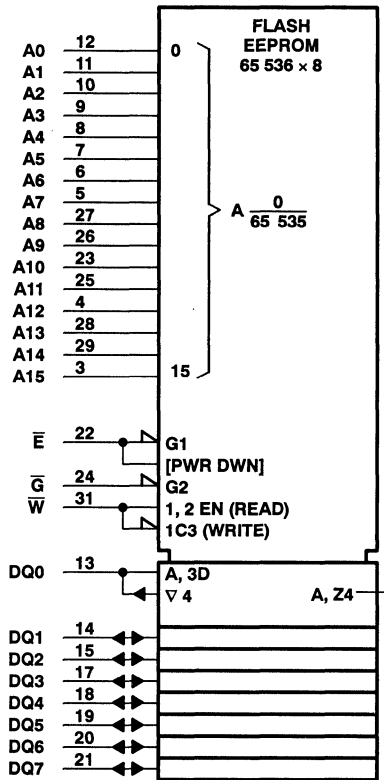 FLASH
EEPROM
65 536 × 8
A0 12 0
A1 11
A2 10
A3 9
A4 8
A5 7
A6 6
A7 5
A8 27
A9 26
A10 23
A11 25
A12 4
A13 28
A14 29
A15 3 15
A 0
65 535
E 22 G1
[PWR DWN]
G 24 G2
W 31 1, 2 EN (READ)
1C3 (WRITE)
DQ0 13 A, 3D
∇ 4 A, Z4
DQ1 14
DQ2 15
DQ3 17
DQ4 18
DQ5 19
DQ6 20
DQ7 21